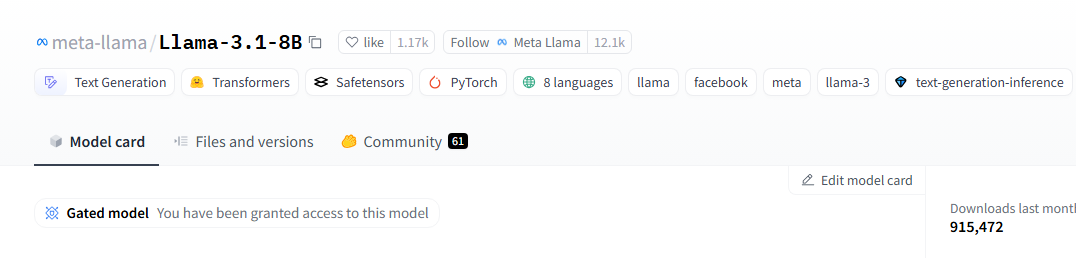 meta-llama/Llama-3.1-8B like 1.17k Follow Meta Llama 12.1k
Text Generation Transformers Safetensors PyTorch 8 languages llama facebook meta llama-3 text-generation-inference
Model card Files and versions Community 61
Edit model card
Gated model You have been granted access to this model
Downloads last month
915,472